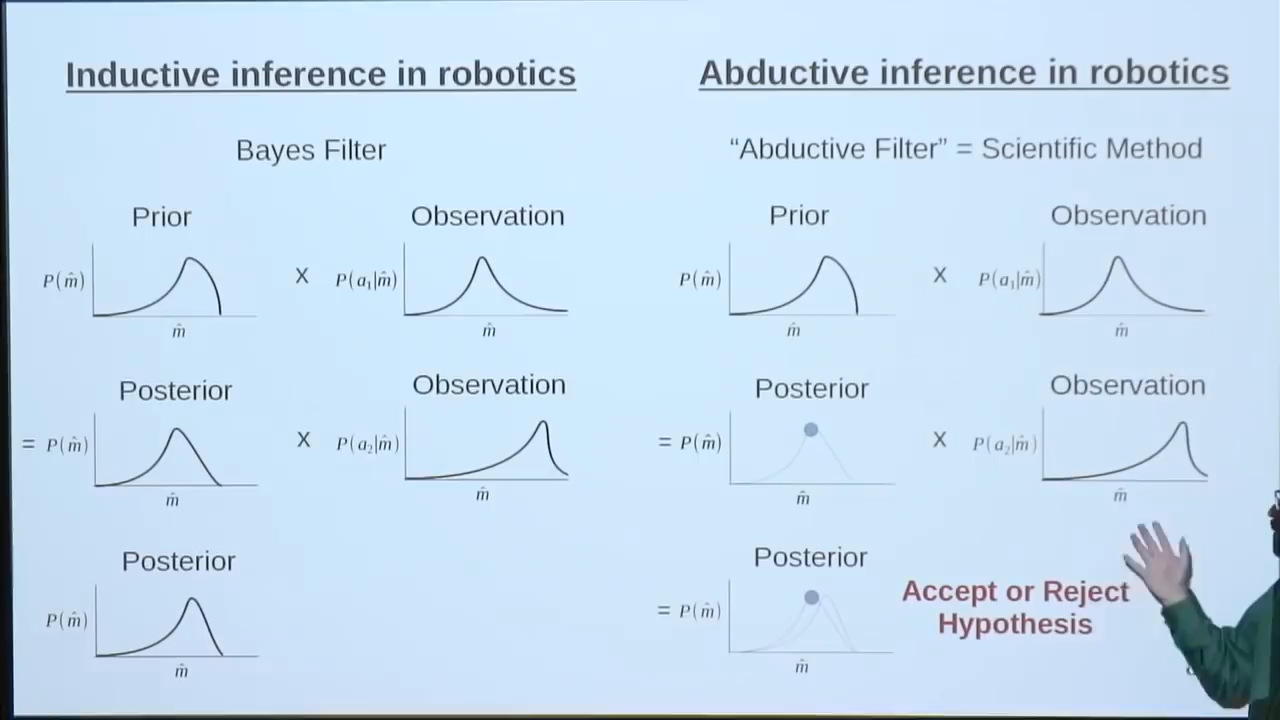 Inductive inference in robotics
Bayes Filter
Prior
Observation
P(m̂)
m̂
X
P(a₁|m̂)
m̂
Posterior
Observation
= P(m̂)
m̂
X
P(a₂|m̂)
m̂
Posterior
P(m̂)
m̂
Abductive inference in robotics
“Abductive Filter” = Scientific Method
Prior
Observation
P(m̂)
m̂
X
P(a₁|m̂)
m̂
Posterior
Observation
= P(m̂)
m̂
X
P(a₂|m̂)
m̂
Posterior
= P(m̂)
m̂
Accept or Reject
Hypothesis